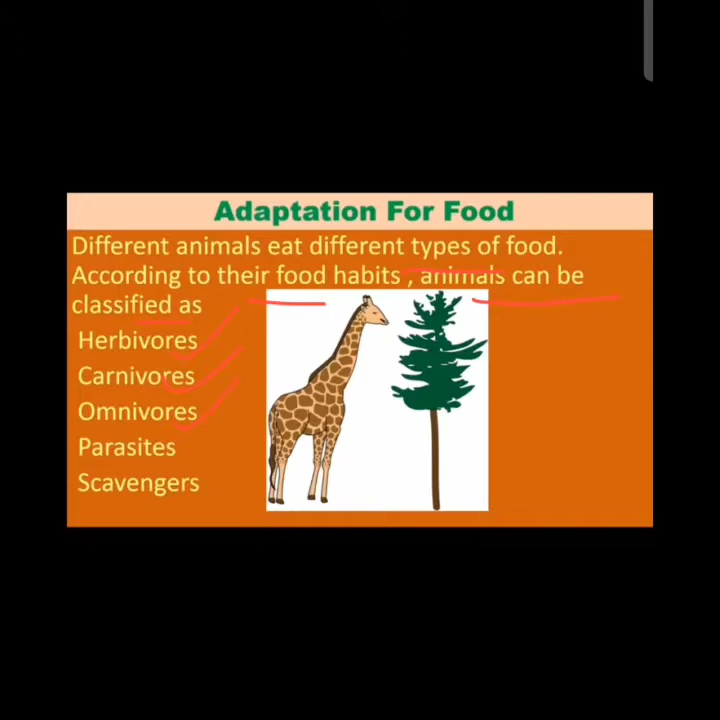 Adaptation For Food
Different animals eat different types of food.
According to their food habits , animals can be
classified as
Herbivores
Carnivores
Omnivores
Parasites
Scavengers